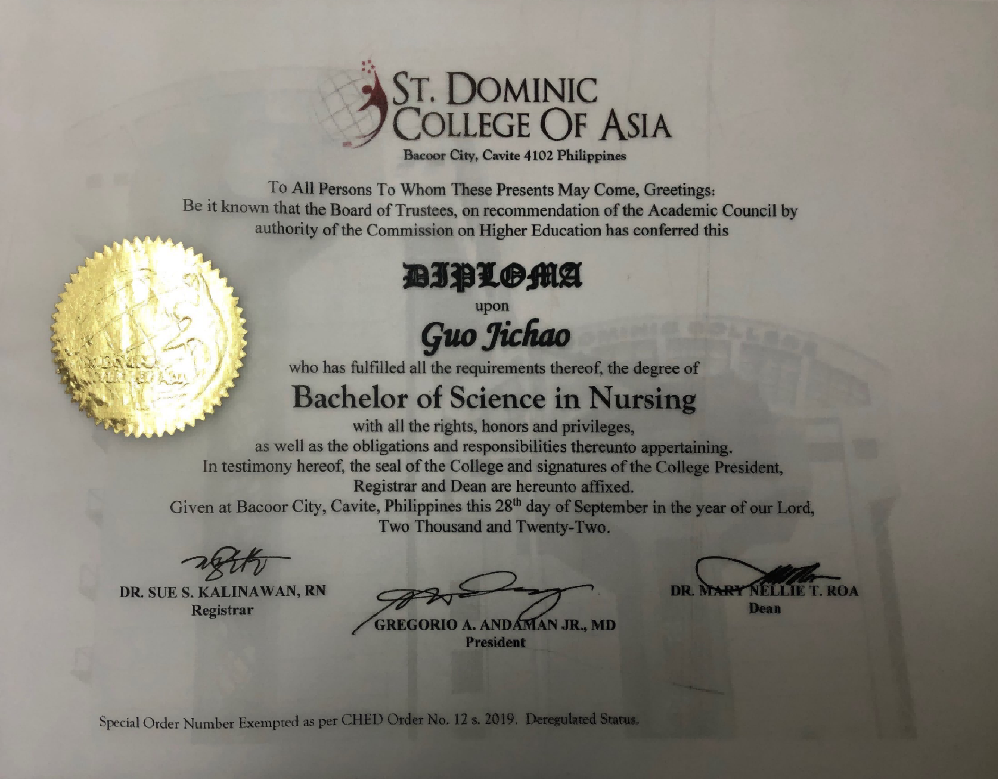 ST. DOMINIC
COLLEGE OF ASIA
Bacoor City, Cavite 4102 Philippines
To All Persons To Whom These Presents May Come, Greetings:
Be it known that the Board of Trustees, on recommendation of the Academic Council by
authority of the Commission on Higher Education has conferred this
DIPLOMA
upon
Guo Jichao
who has fulfilled all the requirements thereof, the degree of
Bachelor of Science in Nursing
with all the rights, honors and privileges,
as well as the obligations and responsibilities thereunto appertaining.
In testimony hereof, the seal of the College and signatures of the College President,
Registrar and Dean are hereunto affixed.
Given at Bacoor City, Cavite, Philippines this 28th day of September in the year of our Lord,
Two Thousand and Twenty-Two.
DR. SUE S. KALINAWAN, RN
Registrar
DR. MARY NELLIE T. ROA
Dean
GREGORIO A. ANDAMAN JR., MD
President
Special Order Number Exempted as per CHED Order No. 12 s. 2019. Deregulated Status.
DOMINIC COLLEGE